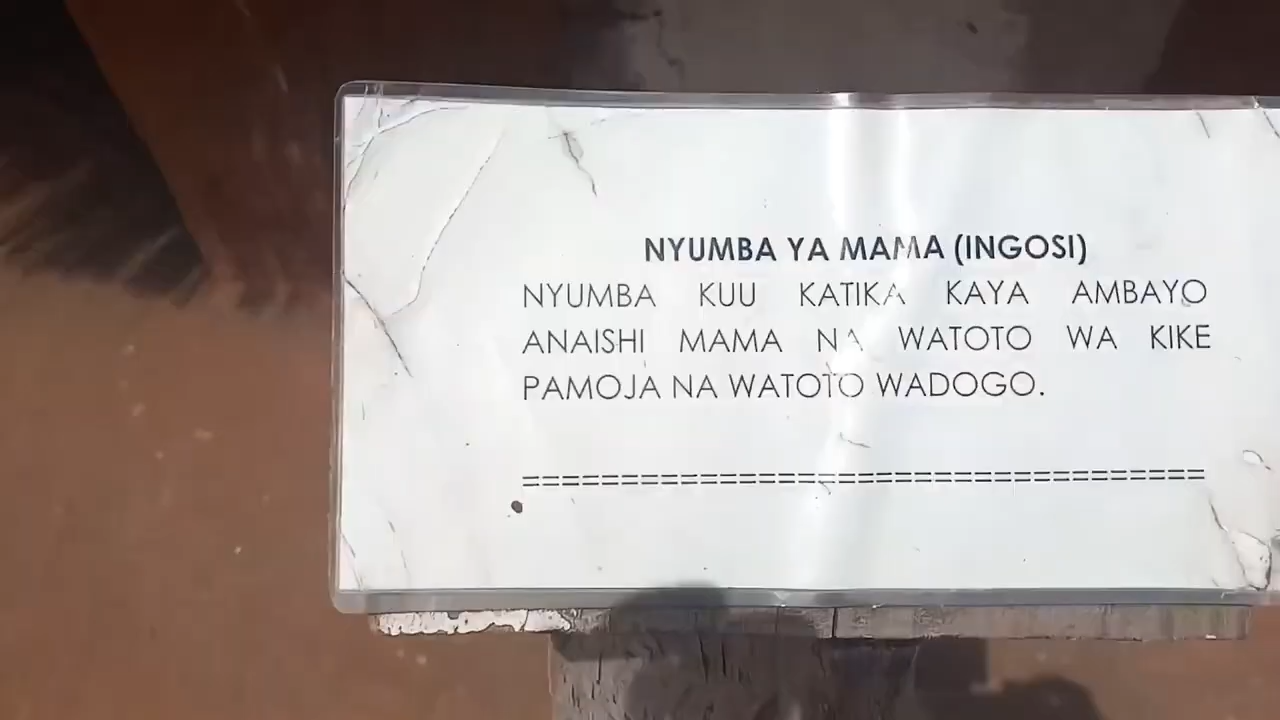 NYUMBA YA MAMA (INGOSI)
NYUMBA KUU KATIKA KAYA AMBAYO
ANAISHI MAMA NA WATOTO WA KIKE
PAMOJA NA WATOTO WADOGO.
===========================================